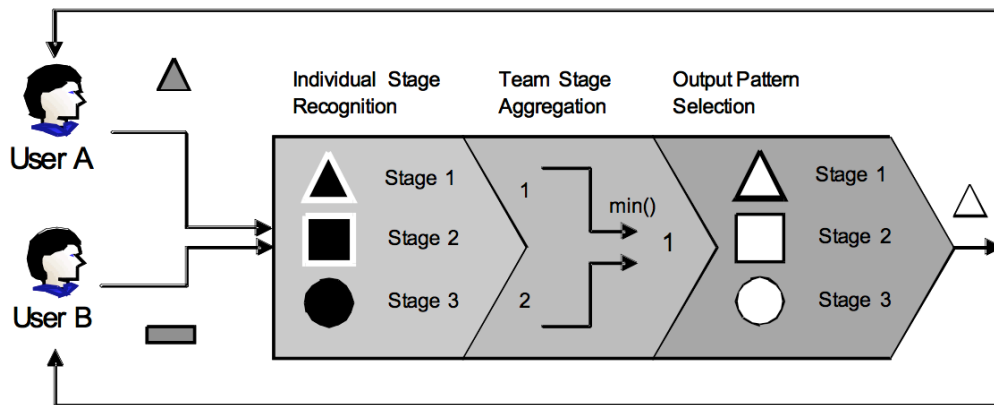 Individual Stage
Recognition
Team Stage
Aggregation
Output Pattern
Selection
User A
User B
Stage 1
Stage 2
Stage 3
1
2
min()
1
Stage 1
Stage 2
Stage 3